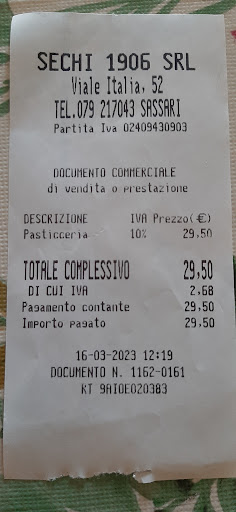 SECHI 1906 SRL
Viale Italia, 52
TEL.079 217043 SASSARI
Partita Iva 02409430903
DOCUMENTO COMMERCIALE
di vendita o prestazione
DESCRIZIONE IVA Prezzo(€)
Pasticceria 10% 29,50
TOTALE COMPLESSIVO 29,50
DI CUI IVA 2,68
Pagamento contante 29,50
Importo pagato 29,50
16-03-2023 12:19
DOCUMENTO N. 1162-0161
KT 9AIOE020383